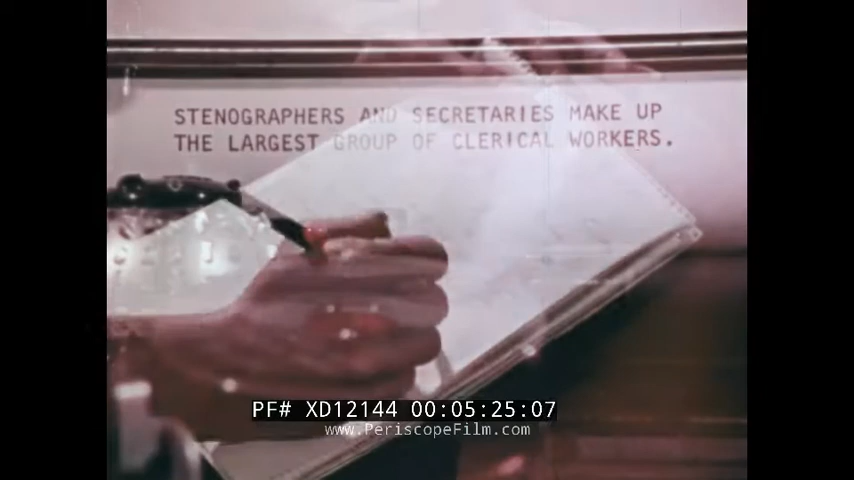 STENOGRAPHERS AND SECRETARIES MAKE UP
THE LARGEST GROUP OF CLERICAL WORKERS.
PF# XD12144 00:05:25:07
www.PeriscopeFilm.com